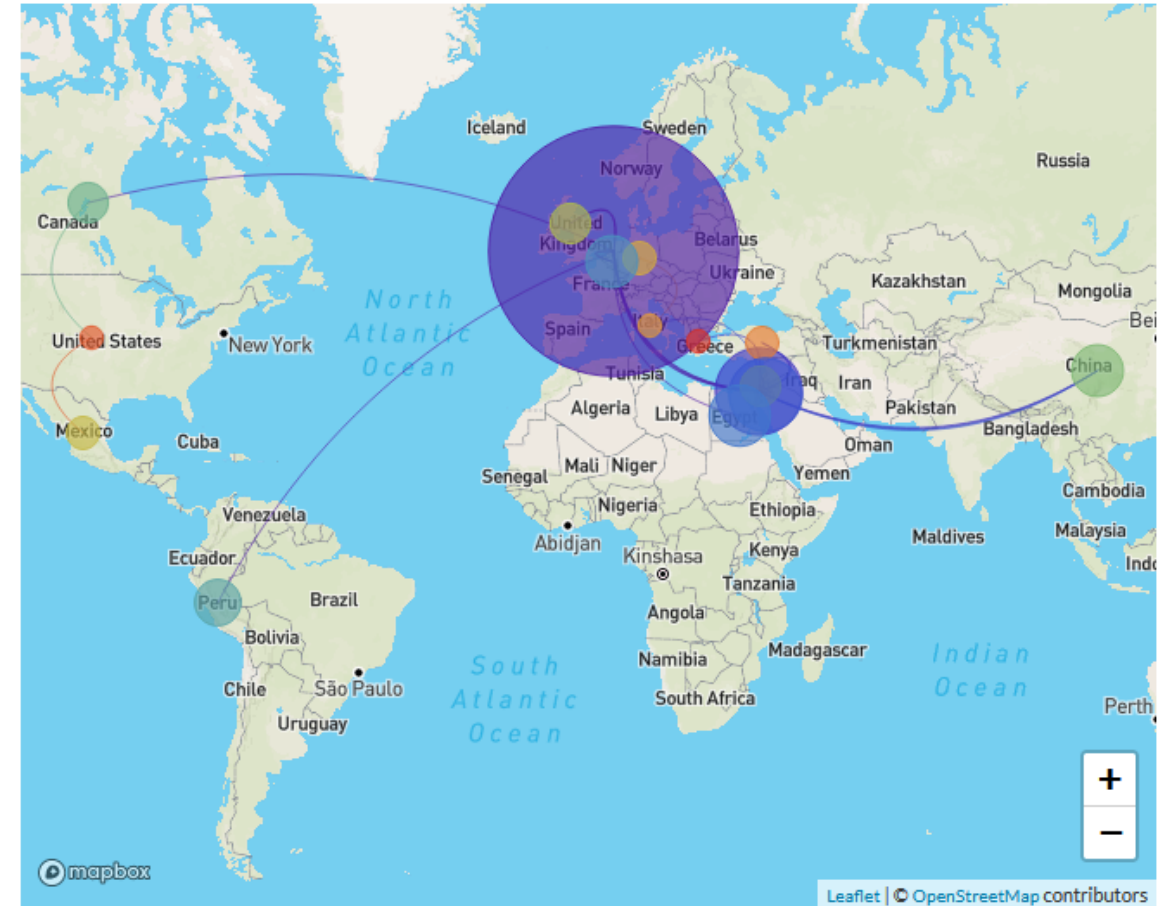 Iceland
Sweden
Norway
Russia
Canada
United
Kingdom
Belarus
Ukraine
France
Kazakhstan
Mongolia
North
Atlantic
Ocean
Spain
Italy
Bei
United States
New York
Greece
Turkmenistan
China
Tunisia
Iraq
Iran
Algeria
Libya
Egypt
Pakistan
Bangladesh
Mexico
Cuba
Oman
Mali
Niger
Senegal
Yemen
Cambodia
Nigeria
Ethiopia
Venezuela
Abidjan
Maldives
Malaysia
Ecuador
Kinshasa
Kenya
Indo
Tanzania
Peru
Brazil
Angola
Bolivia
Madagascar
Indian
Ocean
Namibia
South
Atlantic
Ocean
Chile
São Paulo
South Africa
Perth
Uruguay
+
−
mapbox
Leaflet | © OpenStreetMap contributors